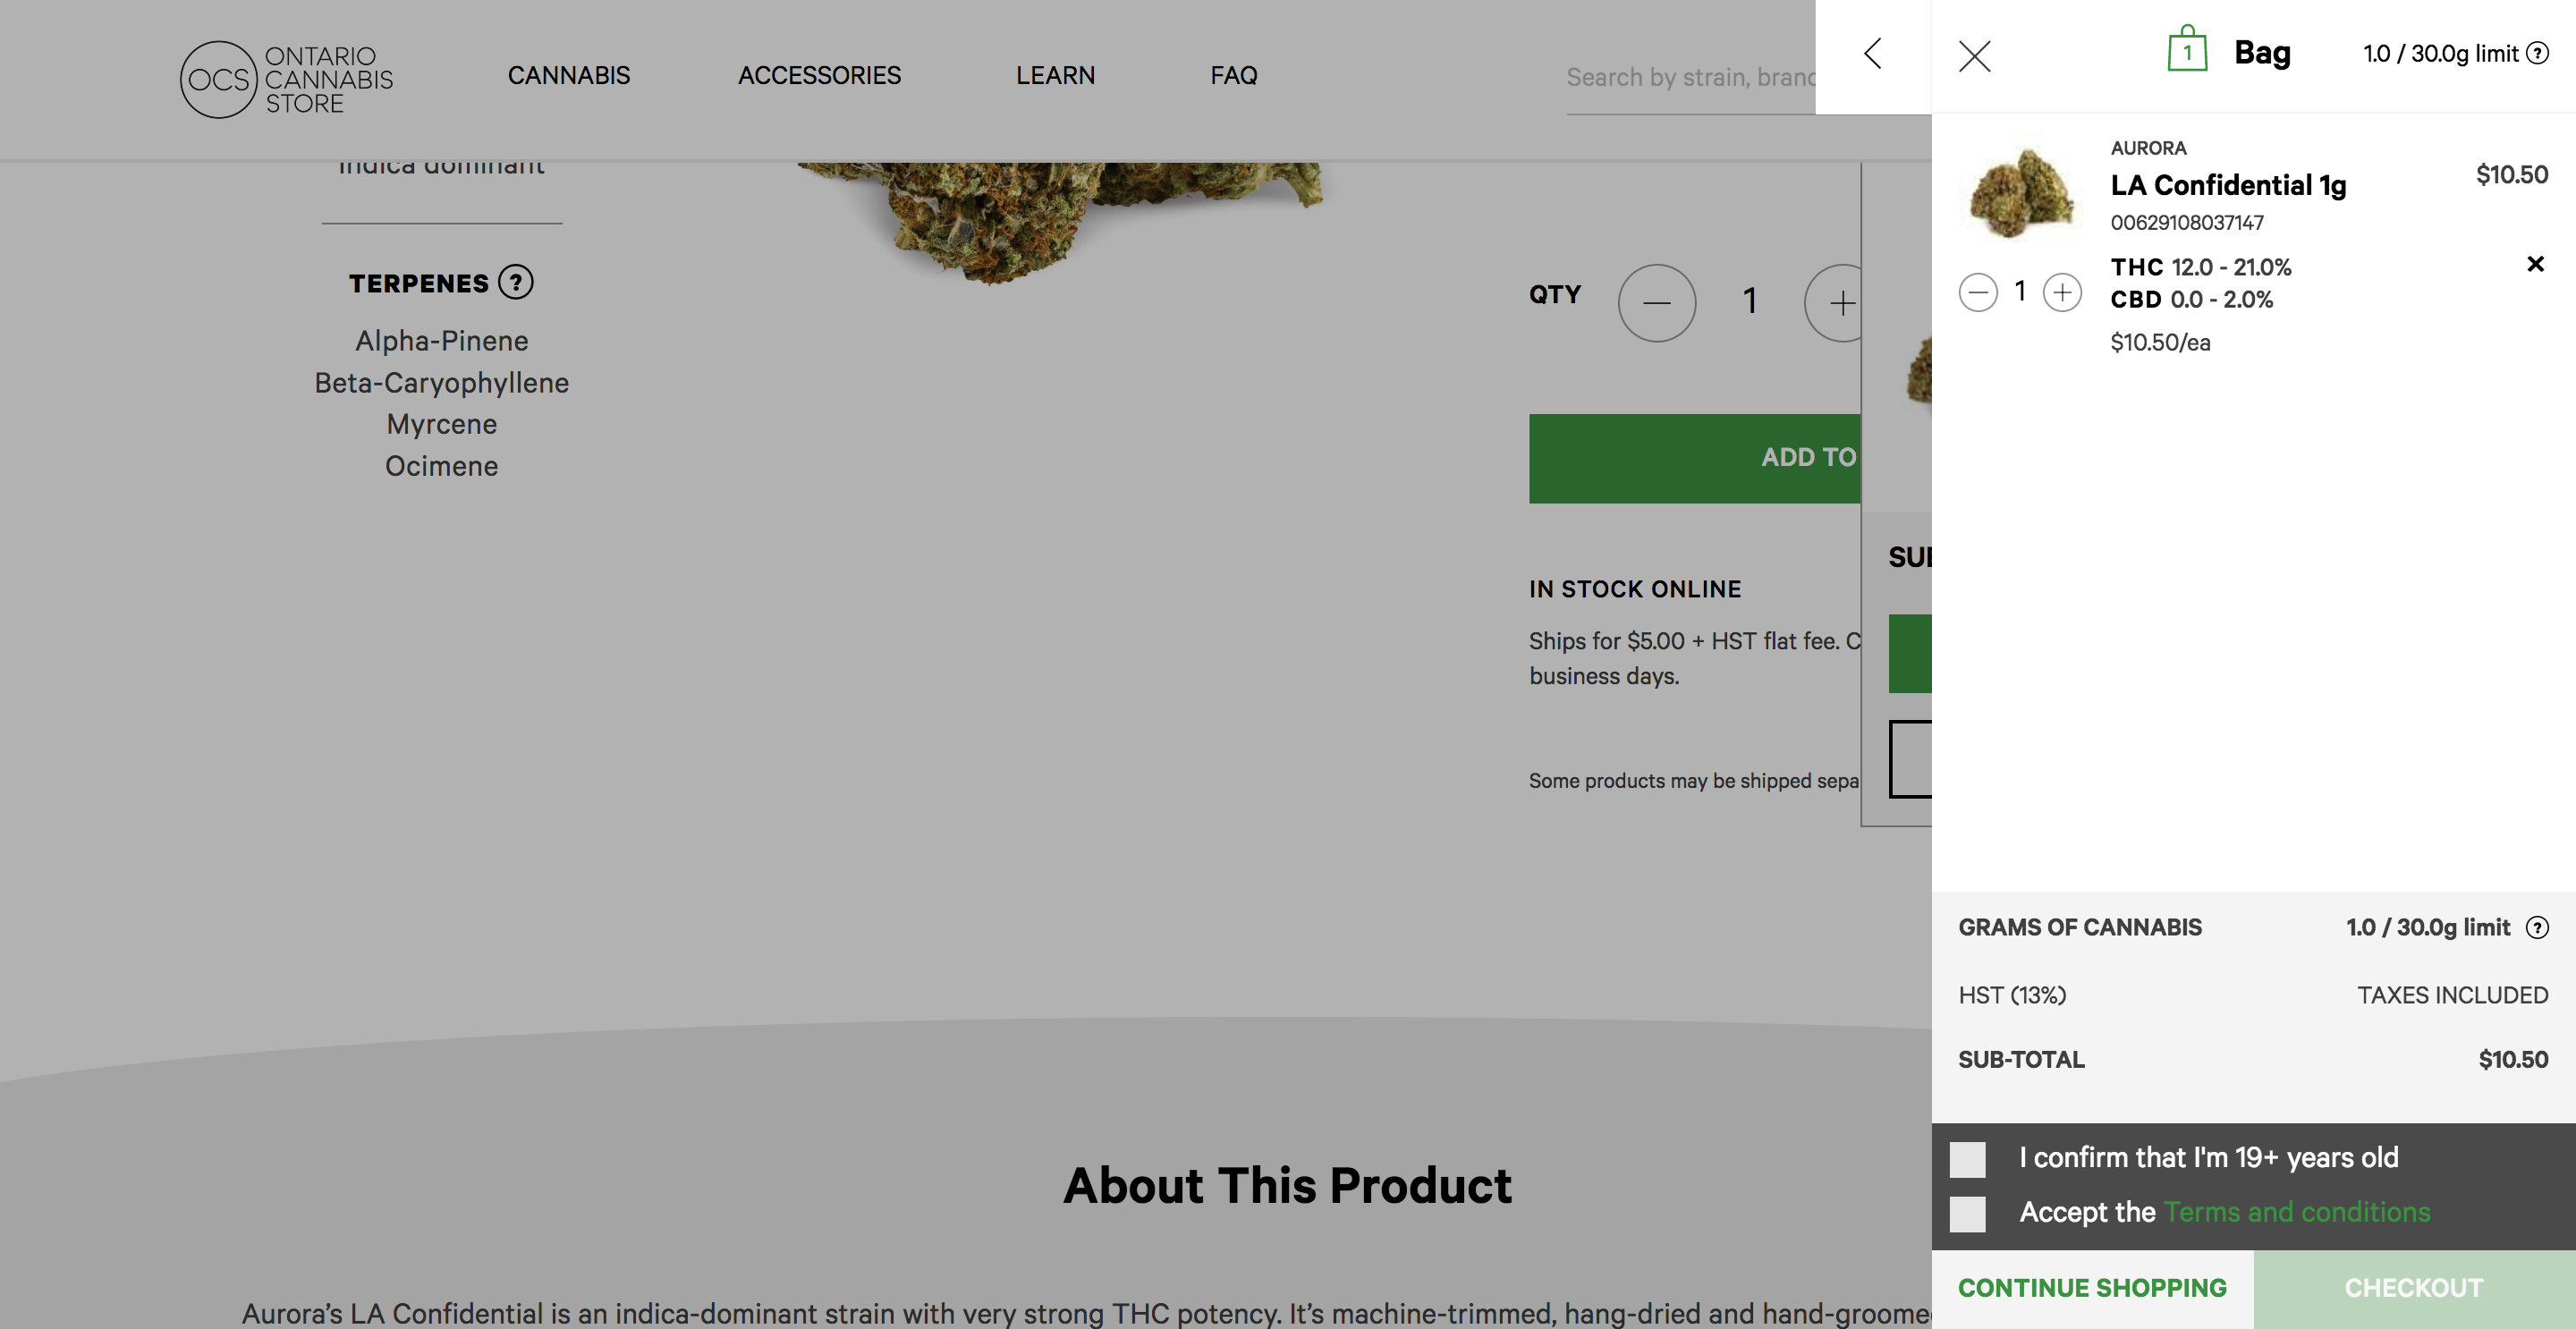 OCS
ONTARIO
CANNABIS
STORE
CANNABIS
ACCESSORIES
LEARN
FAQ
Search by strain, brand
Indica dominant
TERPENES ?
Alpha-Pinene
Beta-Caryophyllene
Myrcene
Ocimene
QTY
1
ADD TO
IN STOCK ONLINE
Ships for $5.00 + HST flat fee. C
business days.
Some products may be shipped sepa
SUB
About This Product
Aurora's LA Confidential is an indica-dominant strain with very strong THC potency. It's machine-trimmed, hang-dried and hand-groome
1
Bag
1.0 / 30.0g limit ?
AURORA
LA Confidential 1g
$10.50
00629108037147
THC 12.0 - 21.0%
1
CBD 0.0 - 2.0%
$10.50/ea
GRAMS OF CANNABIS
1.0 / 30.0g limit ?
HST (13%)
TAXES INCLUDED
SUB-TOTAL
$10.50
I confirm that I'm 19+ years old
Accept the Terms and conditions
CONTINUE SHOPPING
CHECKOUT